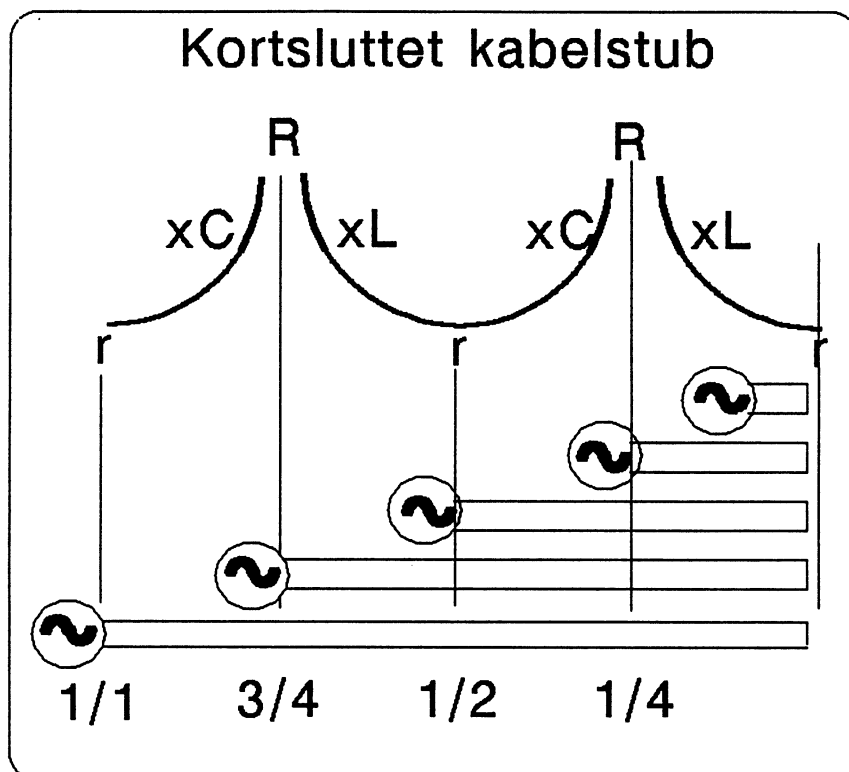 Kortsluttet kabelstub
R R
xC xL xC xL
r r r
1/1 3/4 1/2 1/4